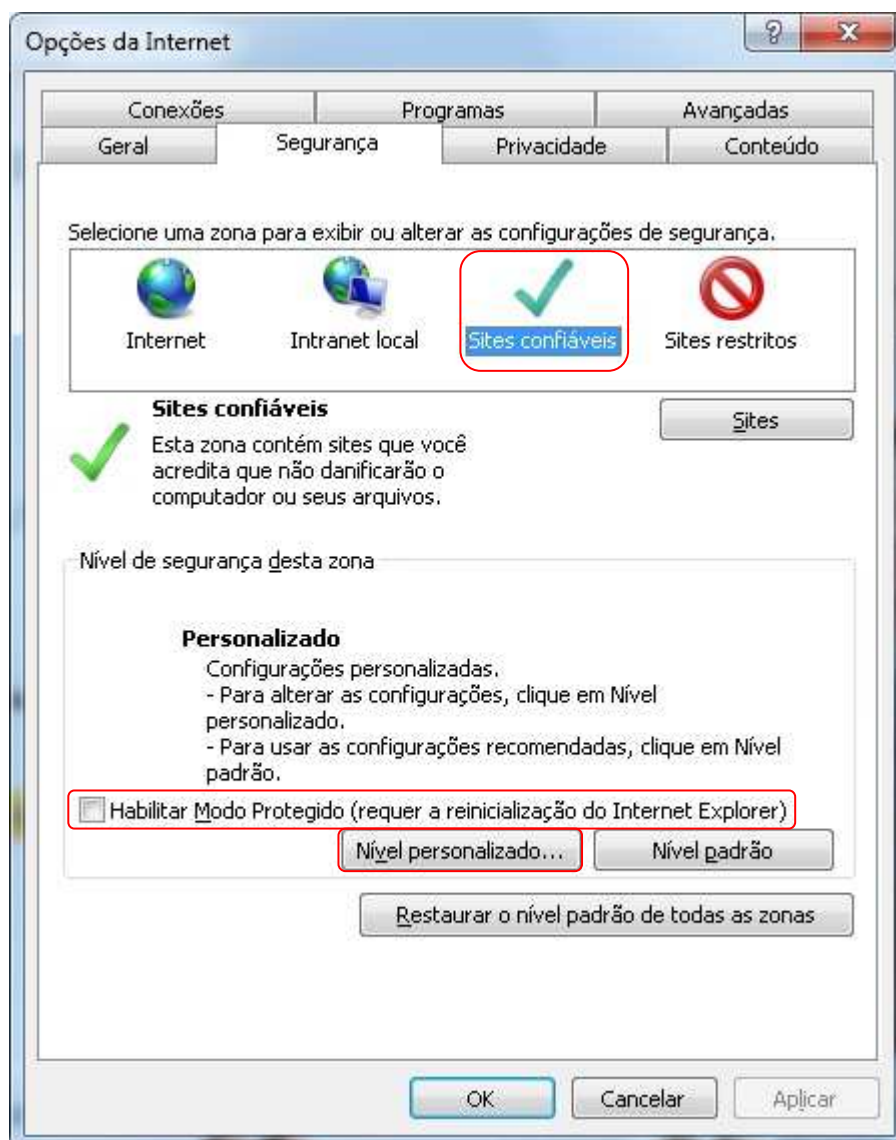 Opções da Internet
Conexões
Programas
Avançadas
Geral
Segurança
Privacidade
Conteúdo
Selecione uma zona para exibir ou alterar as configurações de segurança.
Internet
Intranet local
Sites confiáveis
Sites restritos
Sites confiáveis
Sites
Esta zona contém sites que você
acredita que não danificarão o
computador ou seus arquivos.
Nível de segurança desta zona
Personalizado
Configurações personalizadas.
- Para alterar as configurações, clique em Nível
personalizado.
- Para usar as configurações recomendadas, clique em Nível
padrão.
Habilitar Modo Protegido (requer a reinicialização do Internet Explorer)
Nível personalizado...
Nível padrão
Restaurar o nível padrão de todas as zonas
OK
Cancelar
Aplicar